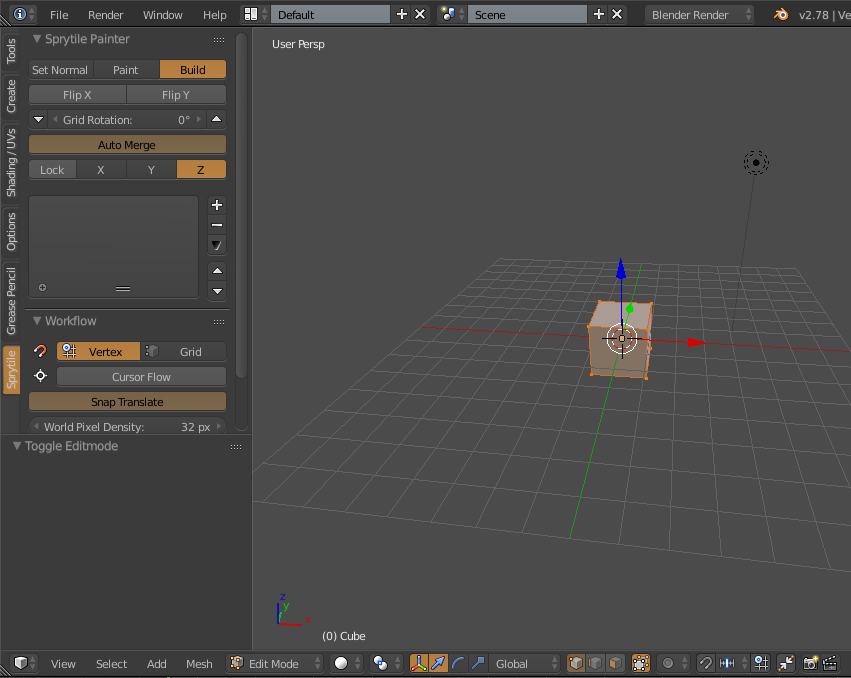 File Render Window Help Default Scene Blender Render v2.78 | Ve
Tools
Create
Shading / UVs
Options
Grease Pencil
Sprytile
Sprytile Painter
Set Normal Paint Build
Flip X Flip Y
Grid Rotation: 0°
Auto Merge
Lock X Y Z
Workflow
Vertex Grid
Cursor Flow
Snap Translate
World Pixel Density: 32 px
Toggle Editmode
User Persp
z
y
x
(0) Cube
View Select Add Mesh Edit Mode Global